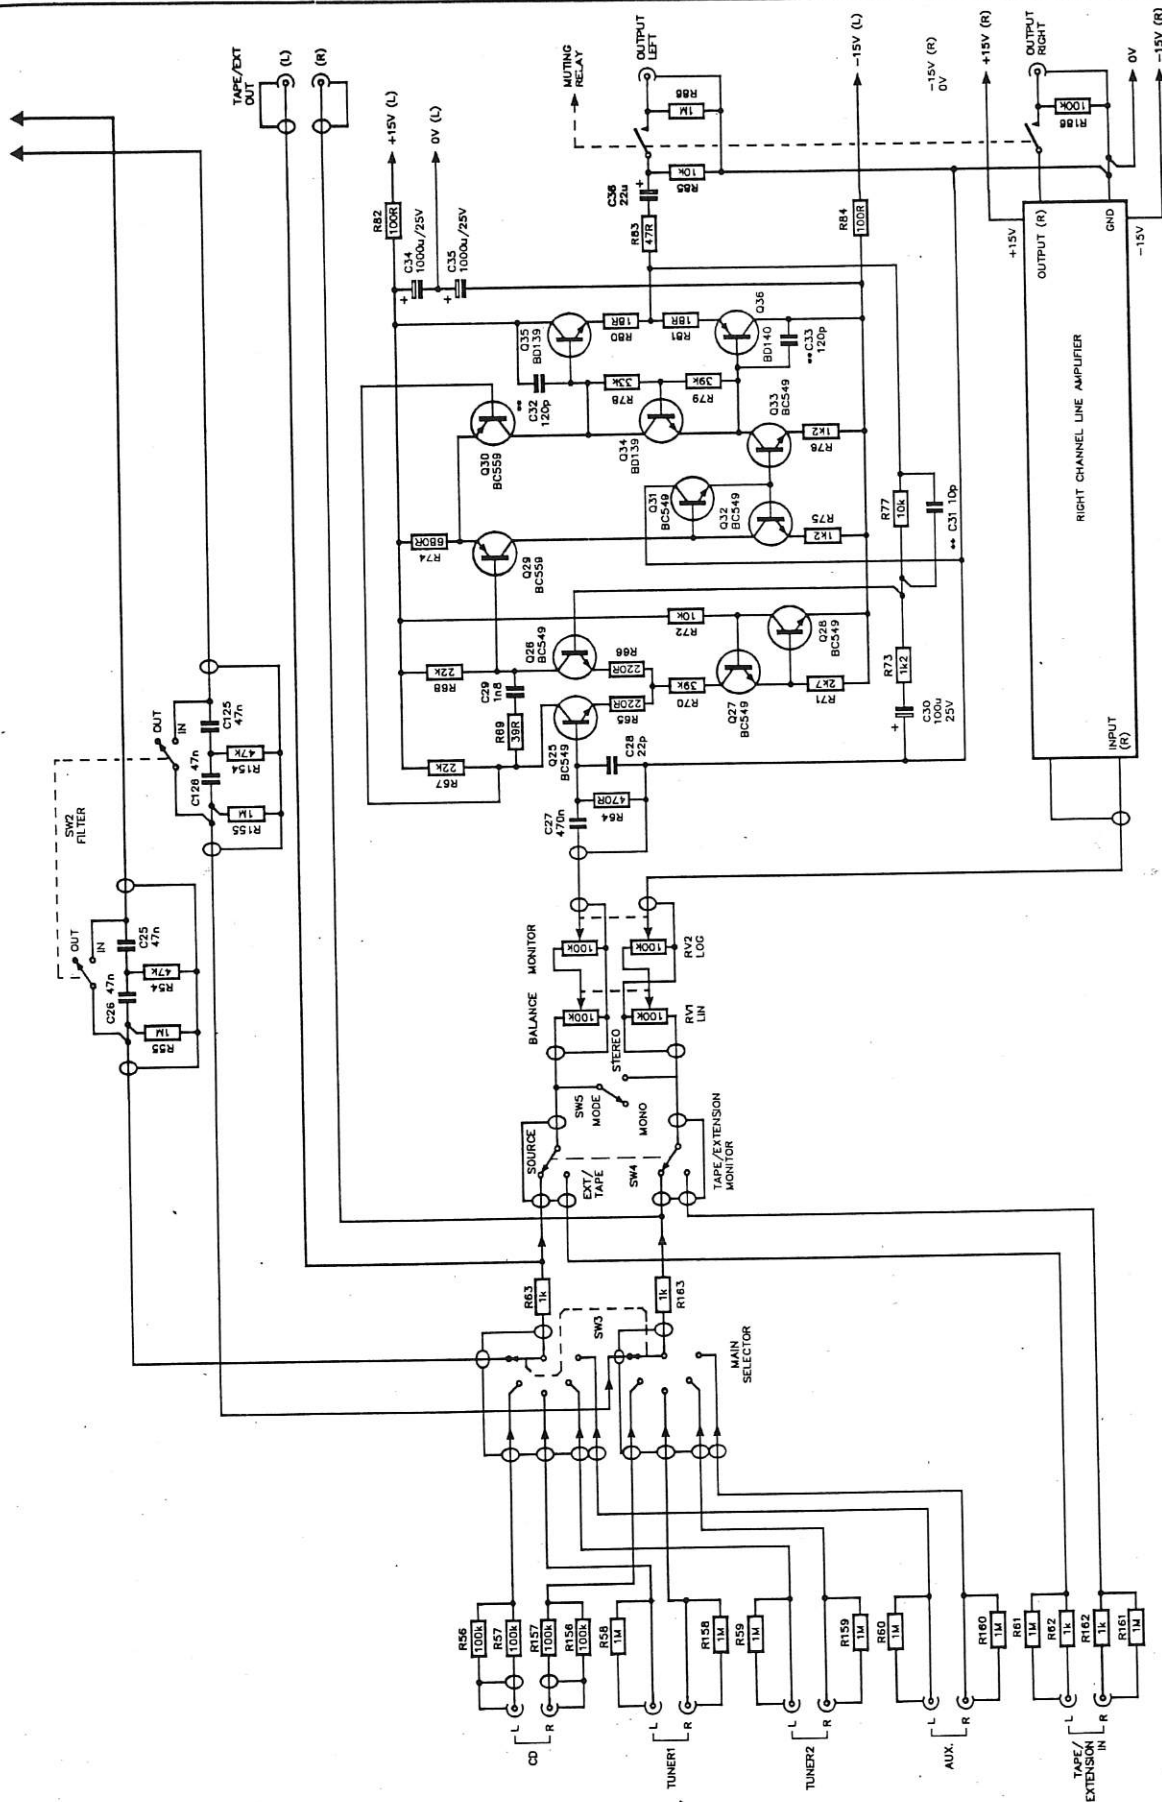 TAPE/EXT
OUT
(L)
(R)
SW2
FILTER
OUT
IN
C125
47n
C126 47n
47k
R154
1M
R155
OUT
IN
C25
47n
C26 47n
47k
R54
1M
R55
+15V (L)
0V (L)
R82
100R
C34
1000u/25V
C35
1000u/25V
MUTING
RELAY
OUTPUT
LEFT
R86
1M
10k
R85
C36
22u
R83
47R
-15V (L)
R84
100R
-15V (R)
0V
+15V (R)
OUTPUT
RIGHT
100k
R186
0V
-15V (R)
+15V
OUTPUT (R)
GND
-15V
RIGHT CHANNEL LINE AMPLIFIER
INPUT
(R)
Q35
BD139
18R
R80
18R
R81
Q36
BD140
** C33
120p
**
C32
120p
33k
R78
39k
R79
Q30
BC559
Q34
BD139
Q33
BC549
1k2
R76
Q31
BC549
Q32
BC549
R75
1k2
680R
R74
Q29
BC559
R77
10k
** C31 10p
22k
R68
C29
1n8
R69
39R
22k
R67
Q26
BC549
R66
220R
220R
R65
Q25
BC549
C28
22p
10k
R72
39k
R70
Q27
BC549
Q28
BC549
2k7
R71
R73
1k2
C30
100u
25V
C27
470n
470R
R64
MONITOR
100k
100k
RV2
LOG
BALANCE
100k
100k
RV1
LIN
STEREO
SW5
MODE
MONO
SOURCE
EXT/
TAPE
SW4
TAPE/EXTENSION
MONITOR
R63
1k
1k
R163
SW3
MAIN
SELECTOR
R56
100k
R57
100k
R157
100k
R156
100k
R58
1M
R158
1M
R59
1M
R159
1M
R60
1M
R160
1M
R61
1M
R62
1k
R162
1k
R161
1M
L
R
CD
L
R
TUNER1
L
R
TUNER2
L
R
AUX.
L
R
TAPE/
EXTENSION
IN